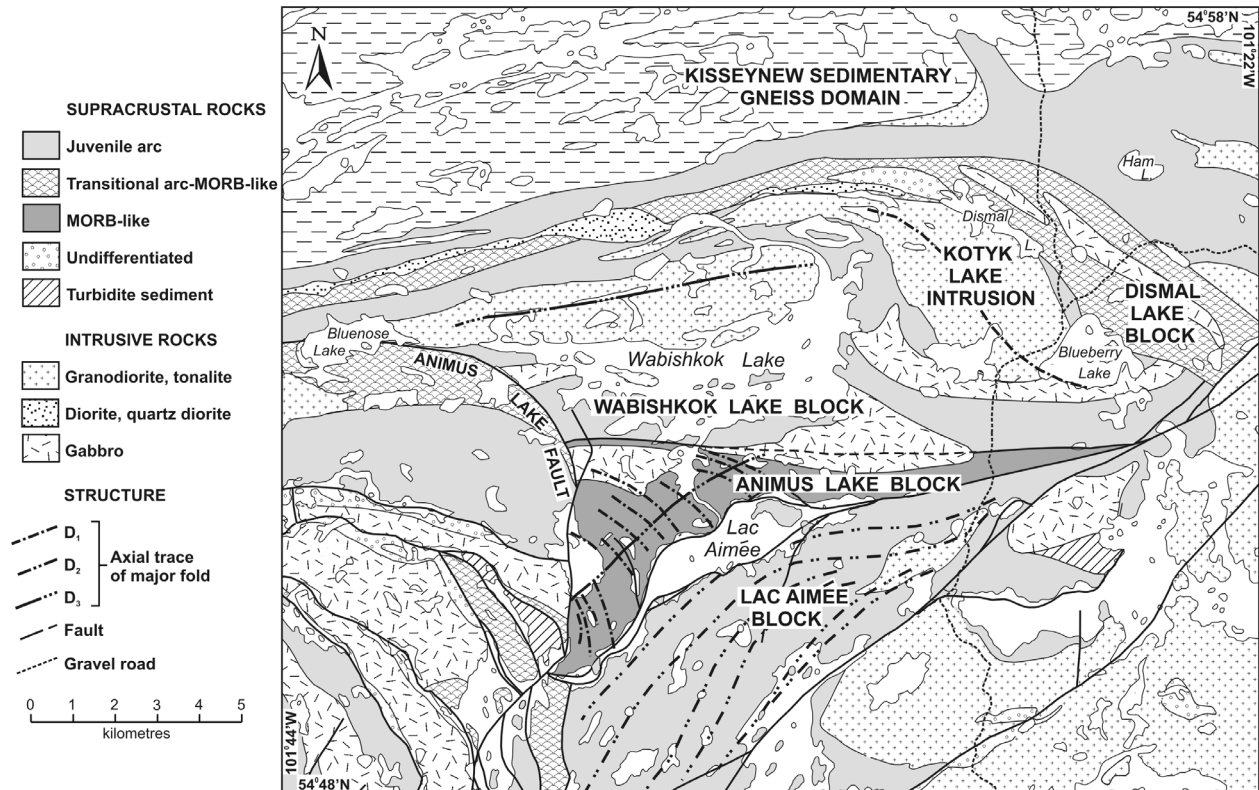 SUPRACRUSTAL ROCKS
Juvenile arc
Transitional arc-MORB-like
MORB-like
Undifferentiated
Turbidite sediment
INTRUSIVE ROCKS
Granodiorite, tonalite
Diorite, quartz diorite
Gabbro
STRUCTURE
D₁
D₂
D₃
Axial trace
of major fold
Fault
Gravel road
0 1 2 3 4 5
kilometres
N
54°58'N
101°22'W
KISSEYNEW SEDIMENTARY
GNEISS DOMAIN
Ham
L.
Dismal
L.
KOTYK
LAKE
INTRUSION
DISMAL
LAKE
BLOCK
Bluenose
Lake
ANIMUS
LAKE
FAULT
Wabishkok Lake
Blueberry
Lake
WABISHKOK LAKE BLOCK
ANIMUS LAKE BLOCK
Lac
Aimée
LAC AIMÉE
BLOCK
f
101°44'W
54°48'N